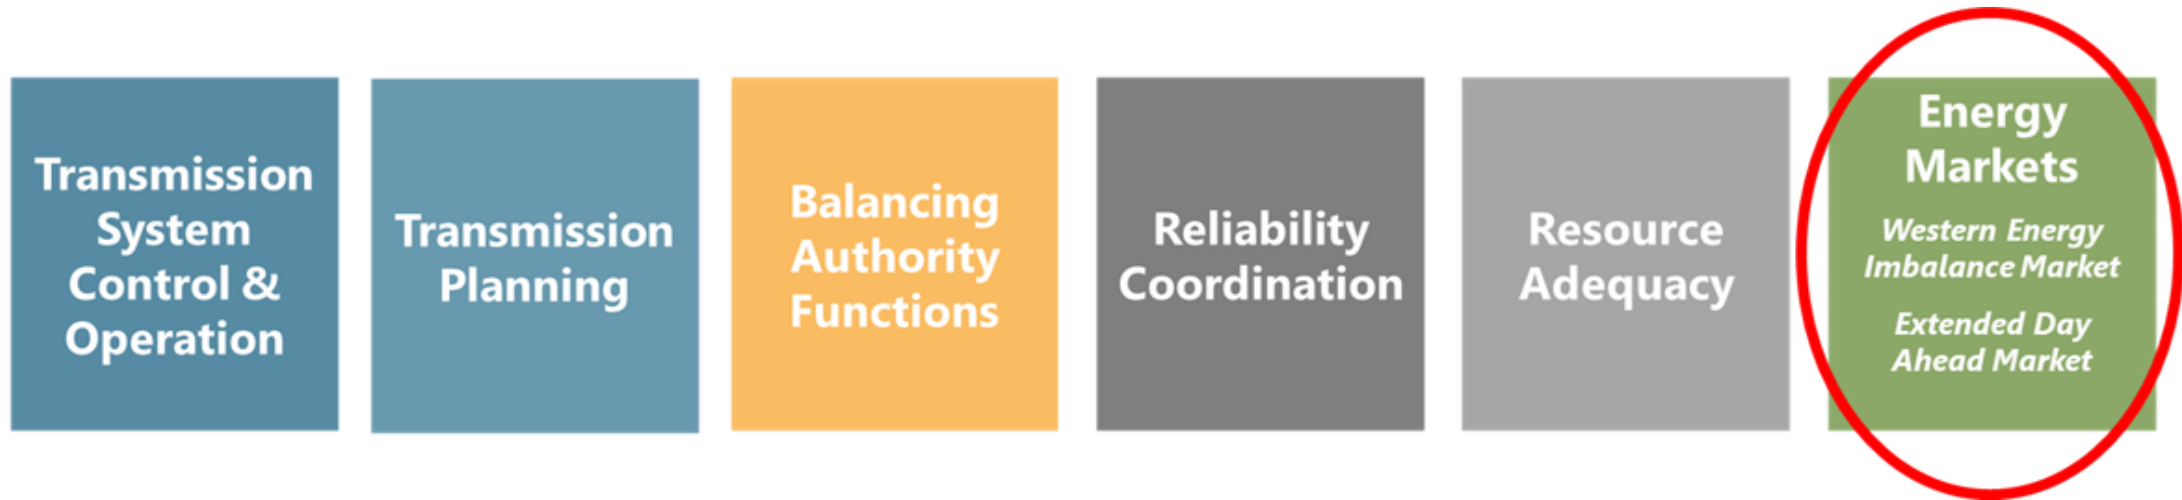 Transmission
System
Control &
Operation
Transmission
Planning
Balancing
Authority
Functions
Reliability
Coordination
Resource
Adequacy
Energy
Markets
Western Energy
Imbalance Market
Extended Day
Ahead Market